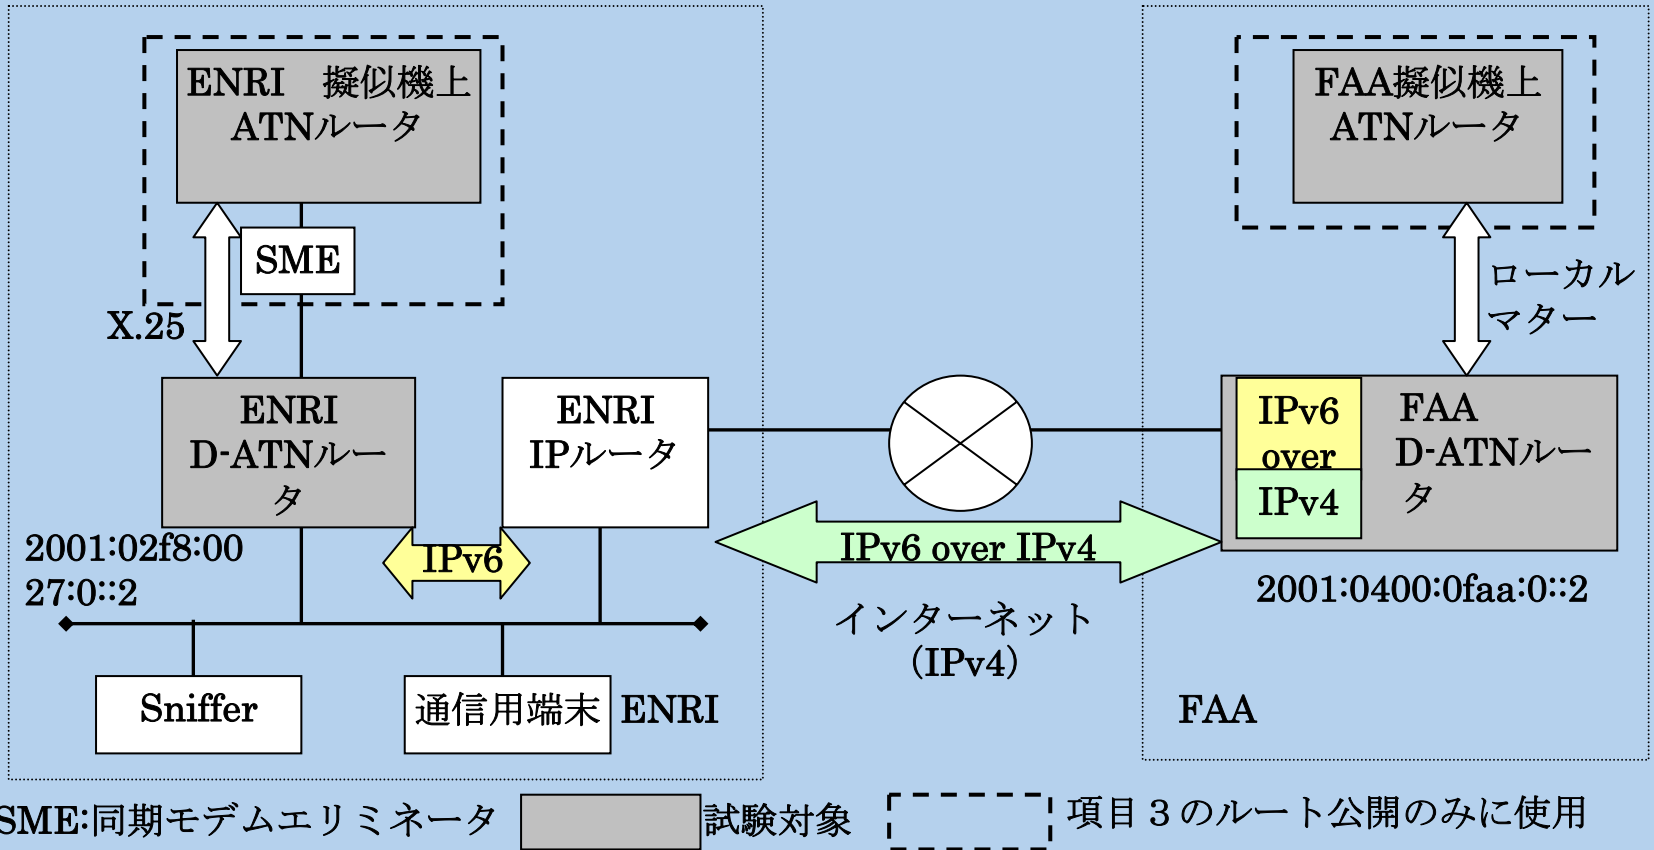 ENRI　擬似機上
ATNルータ
SME
X.25
ENRI
D-ATNルー
タ
ENRI
IPルータ
2001:02f8:00
27:0::2
IPv6
Sniffer
通信用端末
ENRI
IPv6 over IPv4
インターネット
(IPv4)
FAA擬似機上
ATNルータ
ローカル
マター
IPv6
over
IPv4
FAA
D-ATNルー
タ
2001:0400:0faa:0::2
FAA
SME:同期モデムエリミネータ
試験対象
項目３のルート公開のみに使用